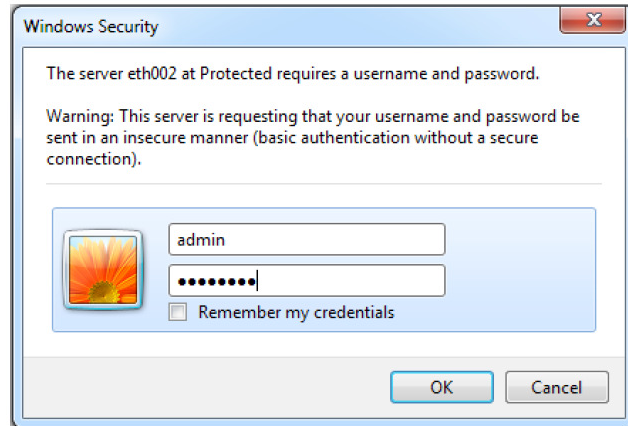 Windows Security
The server eth002 at Protected requires a username and password.
Warning: This server is requesting that your username and password be
sent in an insecure manner (basic authentication without a secure
connection).
admin
••••••••
Remember my credentials
OK
Cancel